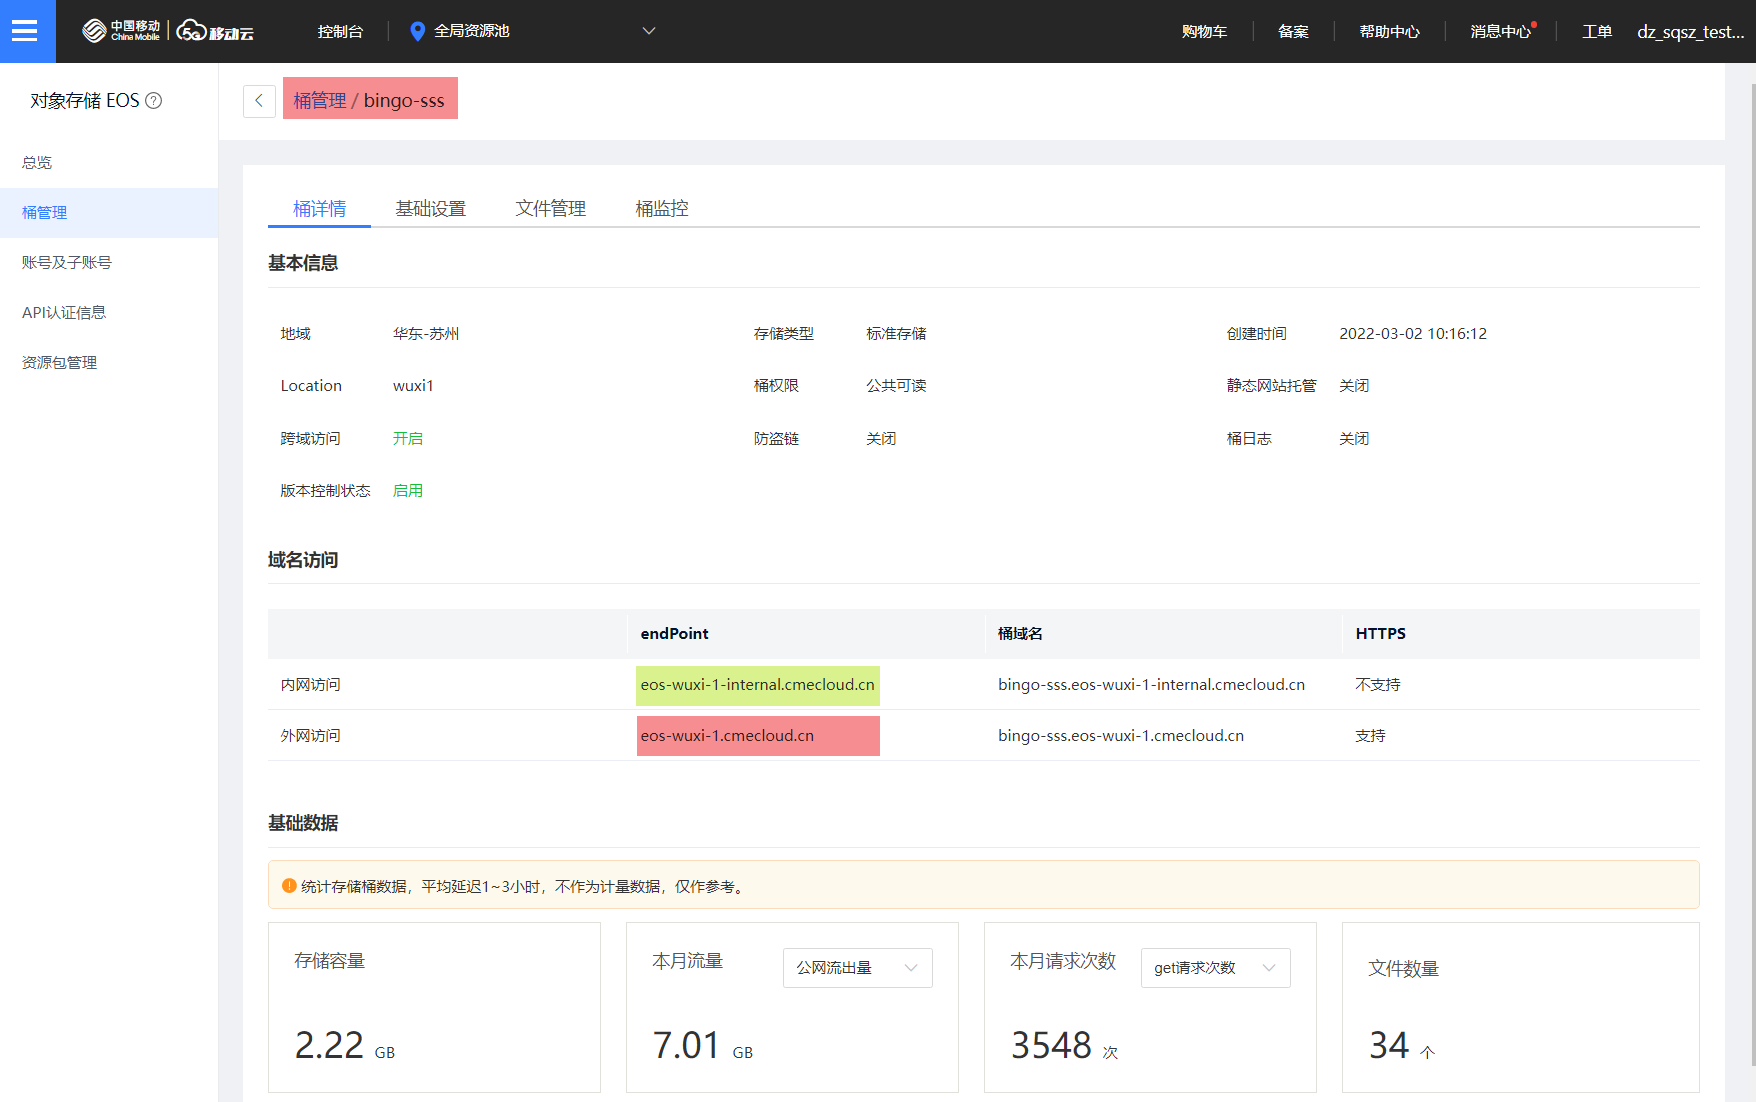 中国移动 China Mobile 5G 移动云 控制台 全局资源池 购物车 备案 帮助中心 消息中心 工单 dz_sqsz_test...
对象存储 EOS ?
总览
桶管理
账号及子账号
API认证信息
资源包管理
桶管理 / bingo-sss
桶详情 基础设置 文件管理 桶监控
基本信息
地域 华东-苏州 存储类型 标准存储 创建时间 2022-03-02 10:16:12
Location wuxi1 桶权限 公共可读 静态网站托管 关闭
跨域访问 开启 防盗链 关闭 桶日志 关闭
版本控制状态 启用
域名访问
endPoint 桶域名 HTTPS
内网访问 eos-wuxi-1-internal.cmecloud.cn bingo-sss.eos-wuxi-1-internal.cmecloud.cn 不支持
外网访问 eos-wuxi-1.cmecloud.cn bingo-sss.eos-wuxi-1.cmecloud.cn 支持
基础数据
统计存储桶数据，平均延迟1~3小时，不作为计量数据，仅作参考。
存储容量 本月流量 公网流出量 本月请求次数 get请求次数 文件数量
2.22 GB 7.01 GB 3548 次 34 个